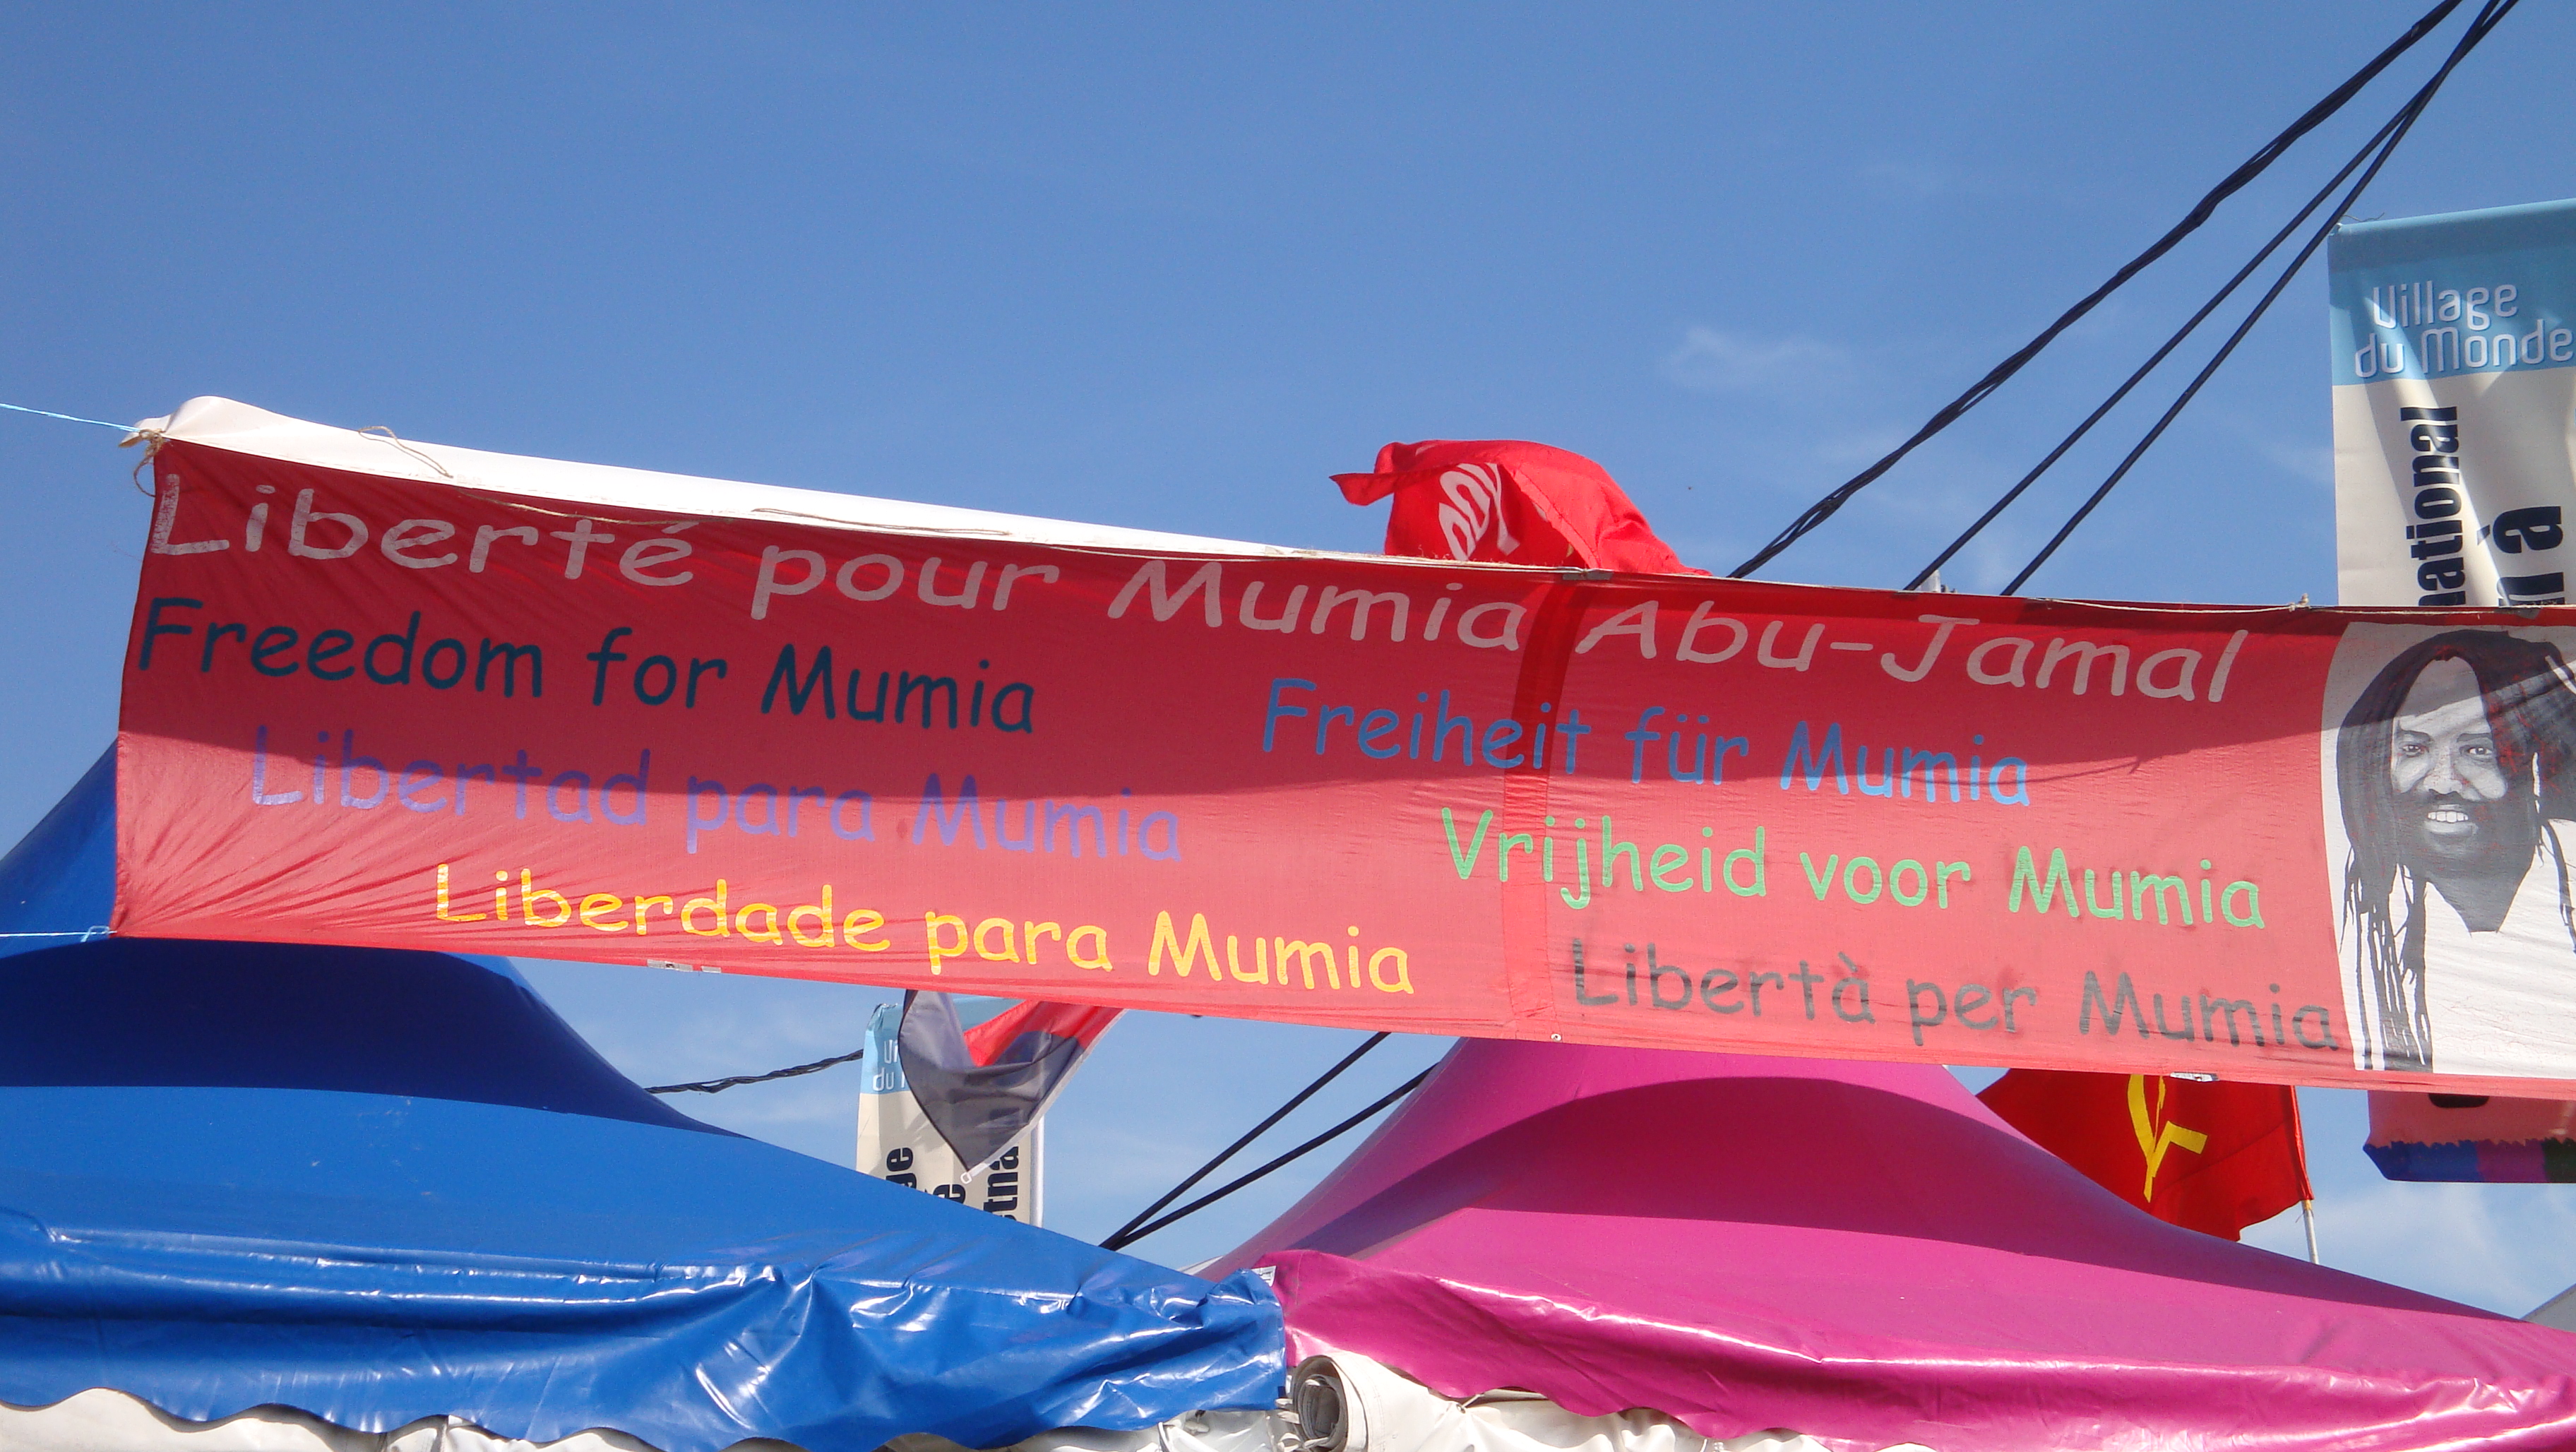 Liberté pour Mumia Abu-Jamal
Freedom for Mumia
Freiheit für Mumia
Libertad para Mumia
Vrijheid voor Mumia
Liberdade para Mumia
Libertà per Mumia
Village
du Monde
national
à